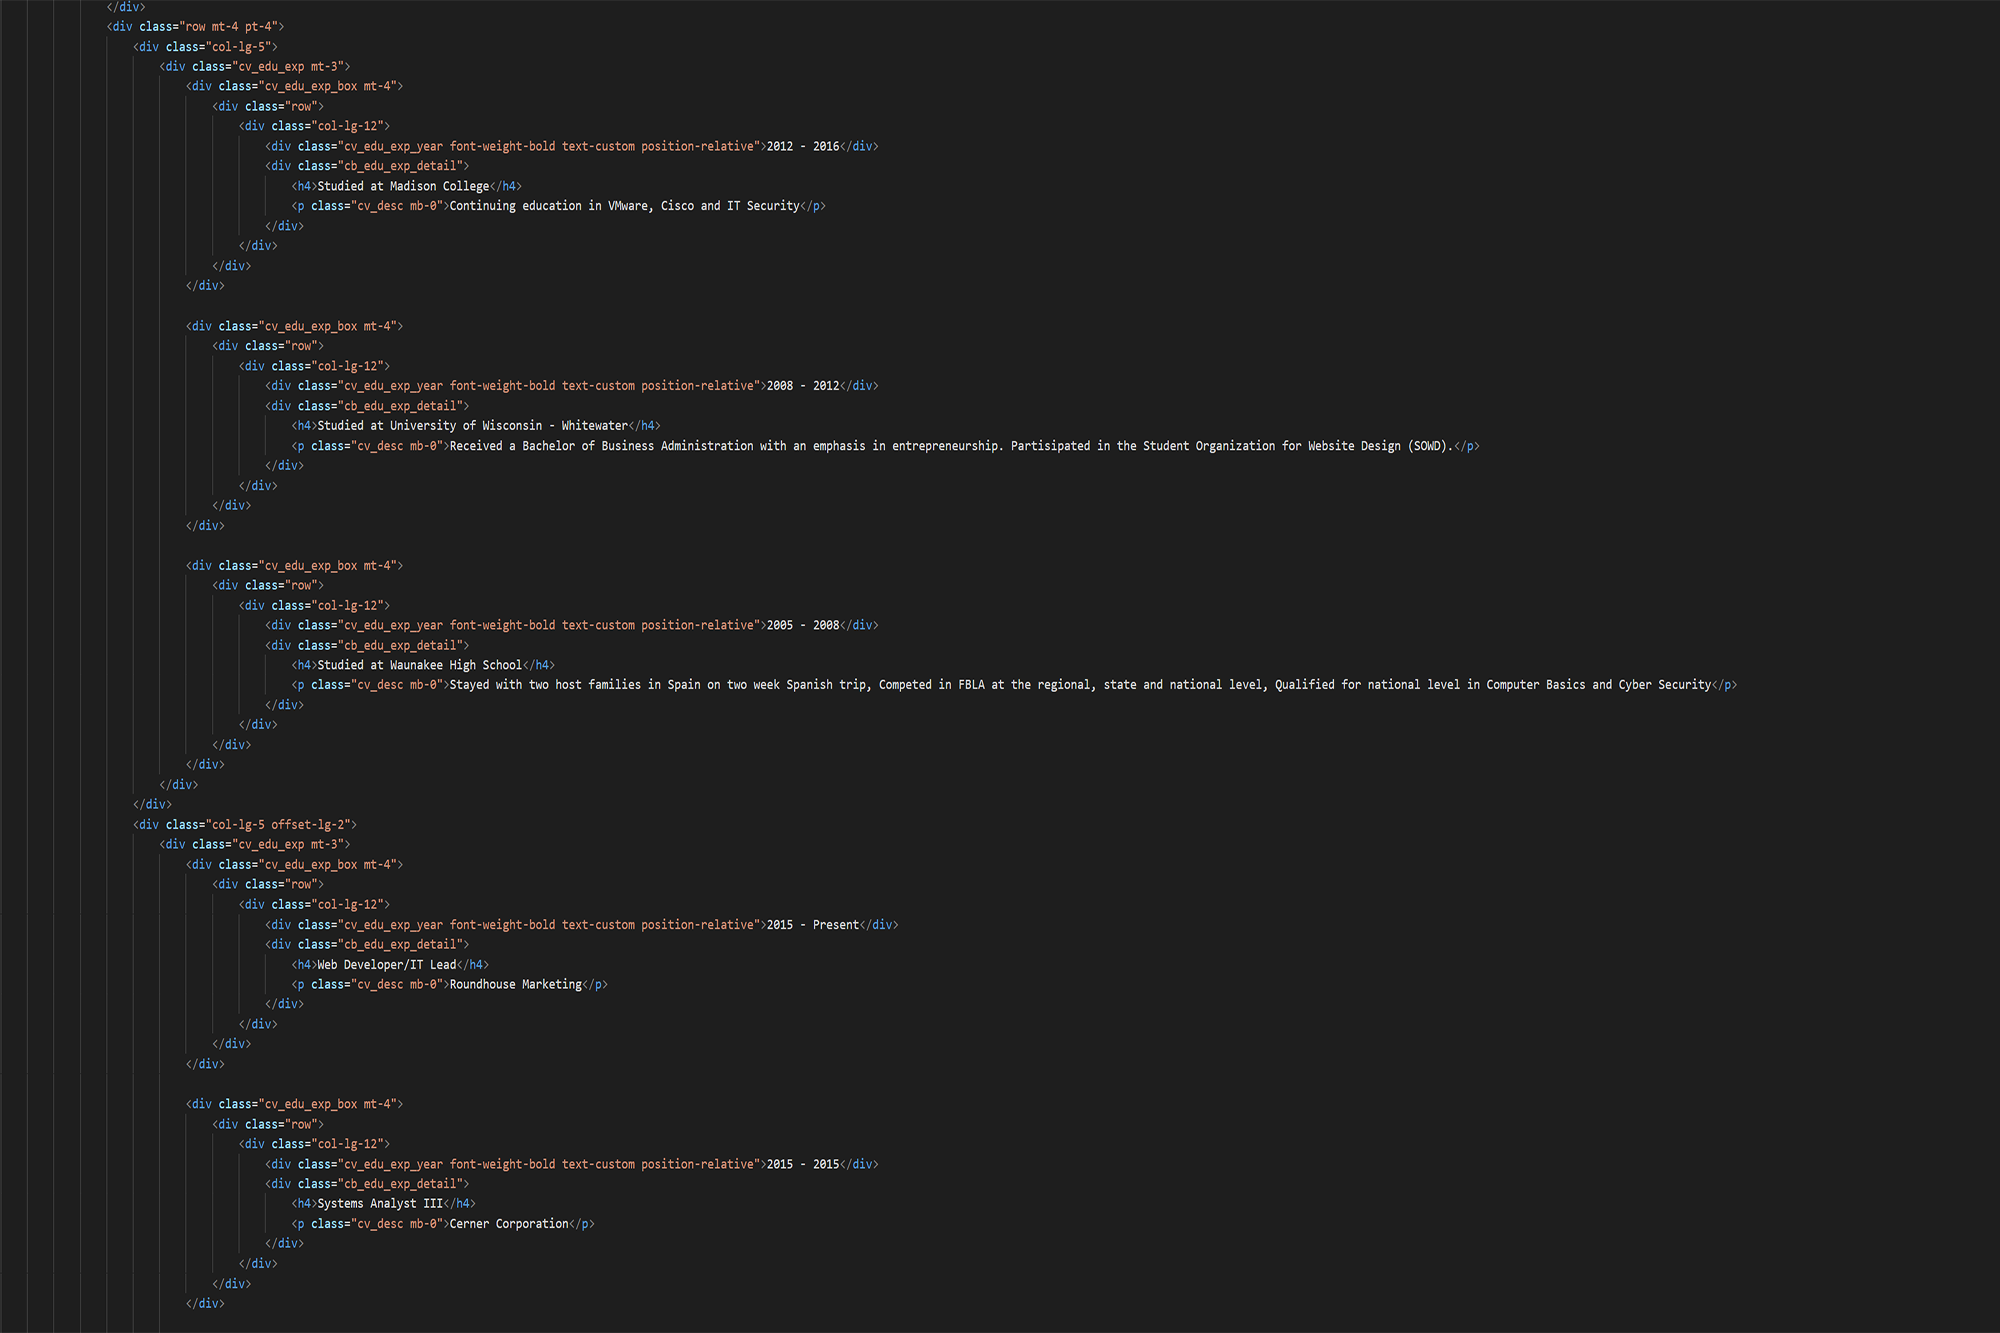 </div>
<div class="row mt-4 pt-4">
<div class="col-lg-5">
<div class="cv_edu_exp mt-3">
<div class="cv_edu_exp_box mt-4">
<div class="row">
<div class="col-lg-12">
<div class="cv_edu_exp_year font-weight-bold text-custom position-relative">2012 - 2016</div>
<div class="cb_edu_exp_detail">
<h4>Studied at Madison College</h4>
<p class="cv_desc mb-0">Continuing education in VMware, Cisco and IT Security</p>
</div>
</div>
</div>
</div>
<div class="cv_edu_exp_box mt-4">
<div class="row">
<div class="col-lg-12">
<div class="cv_edu_exp_year font-weight-bold text-custom position-relative">2008 - 2012</div>
<div class="cb_edu_exp_detail">
<h4>Studied at University of Wisconsin - Whitewater</h4>
<p class="cv_desc mb-0">Received a Bachelor of Business Administration with an emphasis in entrepreneurship. Partisipated in the Student Organization for Website Design (SOWD).</p>
</div>
</div>
</div>
</div>
<div class="cv_edu_exp_box mt-4">
<div class="row">
<div class="col-lg-12">
<div class="cv_edu_exp_year font-weight-bold text-custom position-relative">2005 - 2008</div>
<div class="cb_edu_exp_detail">
<h4>Studied at Waunakee High School</h4>
<p class="cv_desc mb-0">Stayed with two host families in Spain on two week Spanish trip, Competed in FBLA at the regional, state and national level, Qualified for national level in Computer Basics and Cyber Security</p>
</div>
</div>
</div>
</div>
</div>
</div>
<div class="col-lg-5 offset-lg-2">
<div class="cv_edu_exp mt-3">
<div class="cv_edu_exp_box mt-4">
<div class="row">
<div class="col-lg-12">
<div class="cv_edu_exp_year font-weight-bold text-custom position-relative">2015 - Present</div>
<div class="cb_edu_exp_detail">
<h4>Web Developer/IT Lead</h4>
<p class="cv_desc mb-0">Roundhouse Marketing</p>
</div>
</div>
</div>
</div>
<div class="cv_edu_exp_box mt-4">
<div class="row">
<div class="col-lg-12">
<div class="cv_edu_exp_year font-weight-bold text-custom position-relative">2015 - 2015</div>
<div class="cb_edu_exp_detail">
<h4>Systems Analyst III</h4>
<p class="cv_desc mb-0">Cerner Corporation</p>
</div>
</div>
</div>
</div>